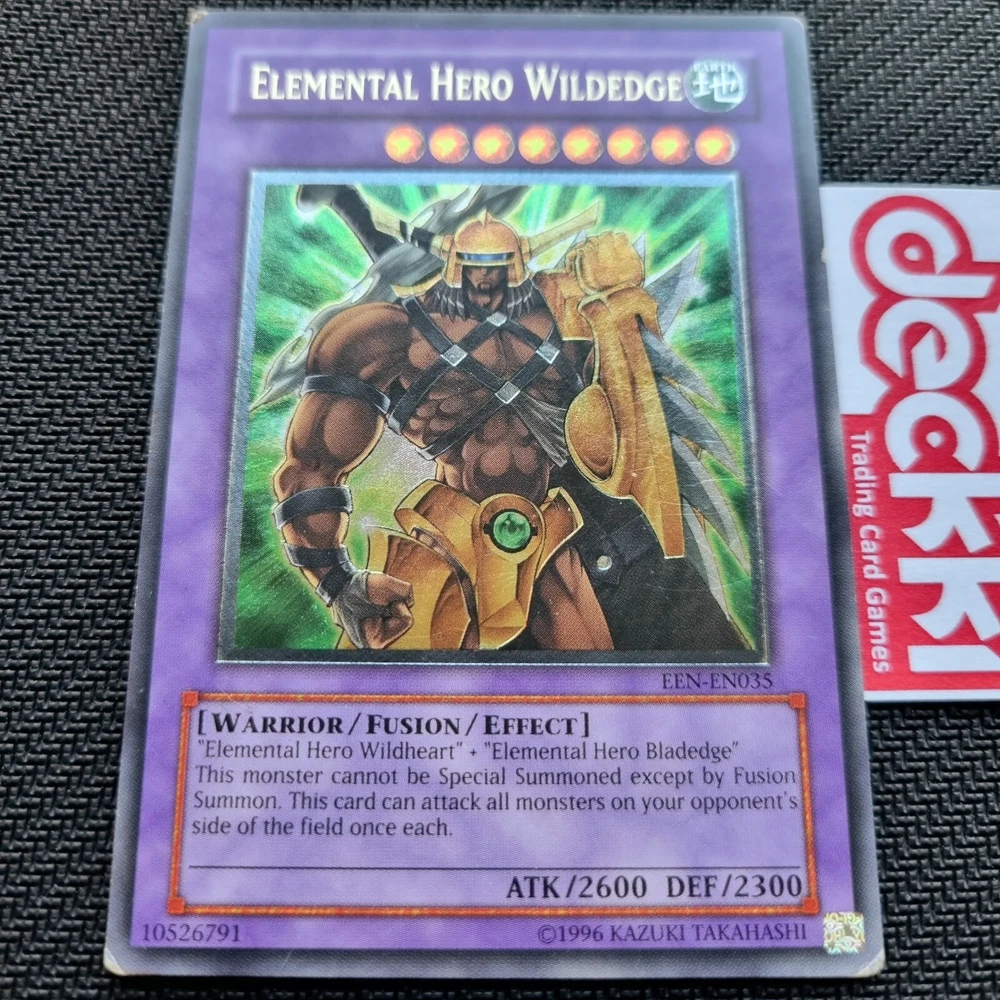 ELEMENTAL HERO WILDEDGE
EARTH
地
EEN-EN035
[WARRIOR/FUSION/EFFECT]
"Elemental Hero Wildheart" + "Elemental Hero Bladedge"
This monster cannot be Special Summoned except by Fusion
Summon. This card can attack all monsters on your opponent's
side of the field once each.
ATK/2600 DEF/2300
10526791
©1996 KAZUKI TAKAHASHI
dekki
Trading Card Games